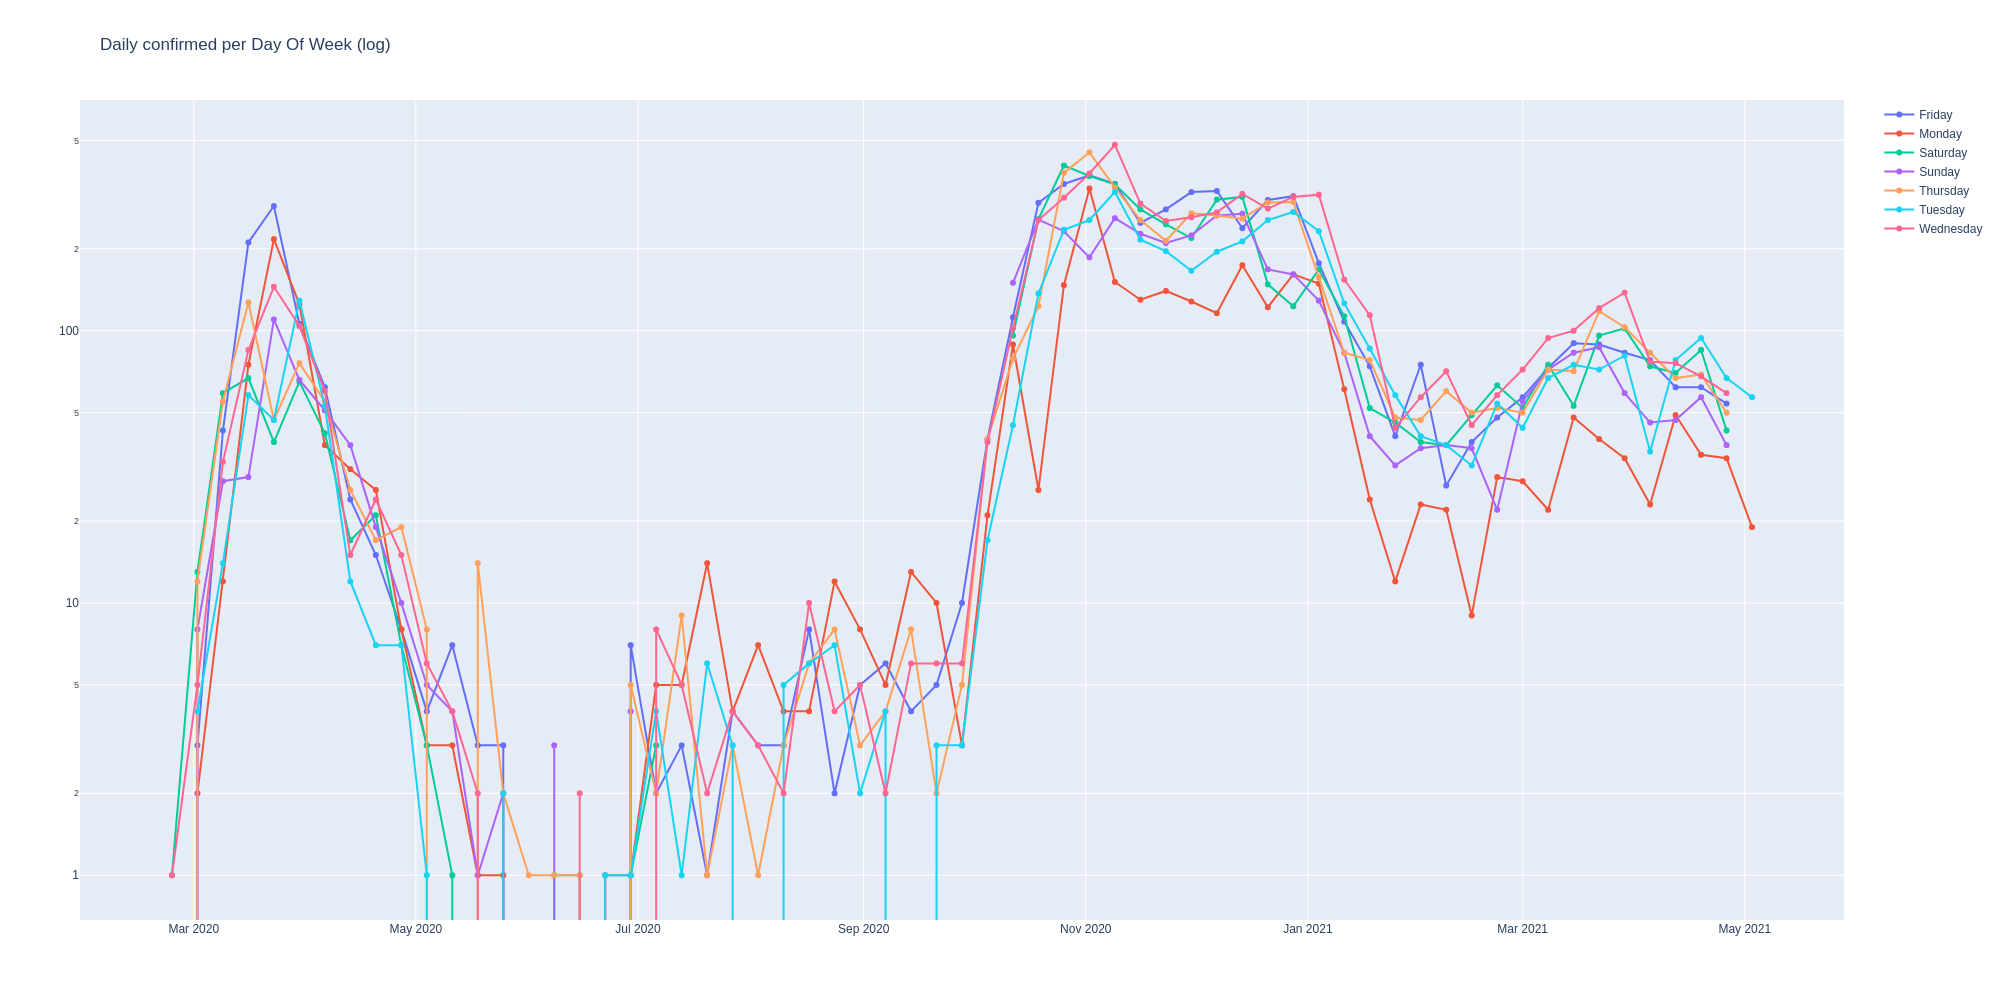 Daily confirmed per Day Of Week (log)
5
2
100
5
2
10
5
2
1
Mar 2020
May 2020
Jul 2020
Sep 2020
Nov 2020
Jan 2021
Mar 2021
May 2021
Friday
Monday
Saturday
Sunday
Thursday
Tuesday
Wednesday